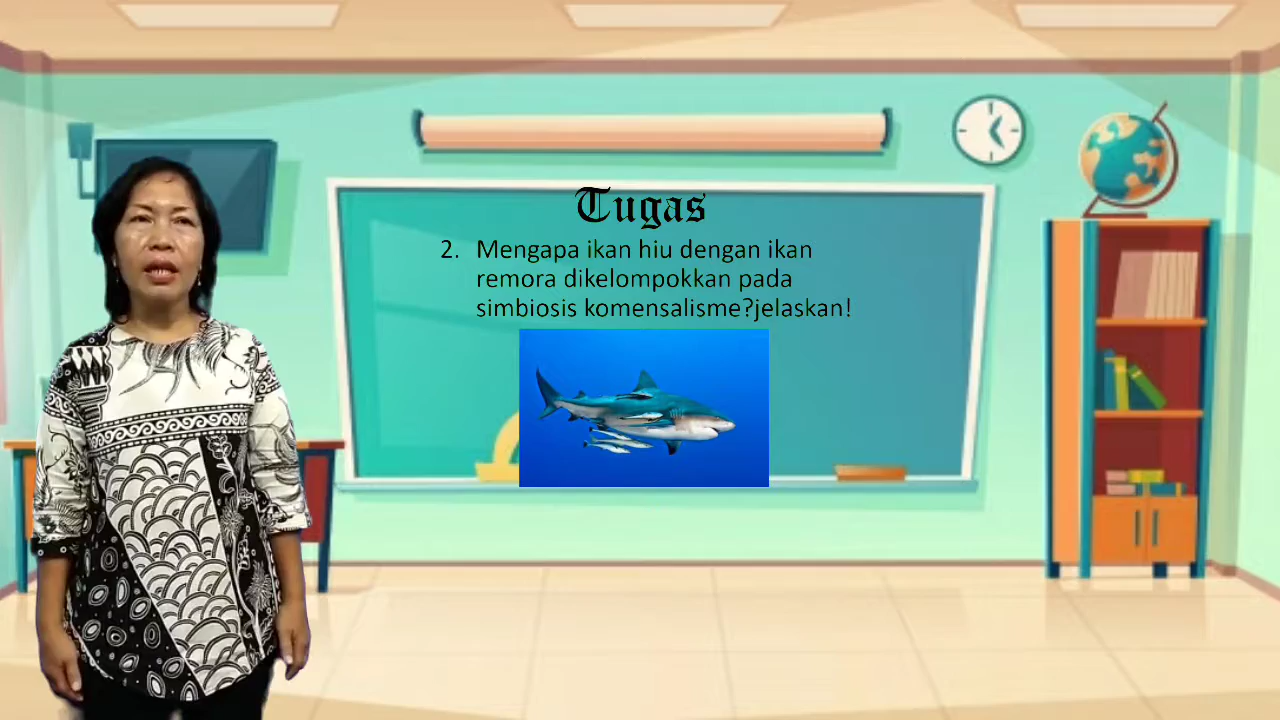 Tugas
2. Mengapa ikan hiu dengan ikan
remora dikelompokkan pada
simbiosis komensalisme?jelaskan!